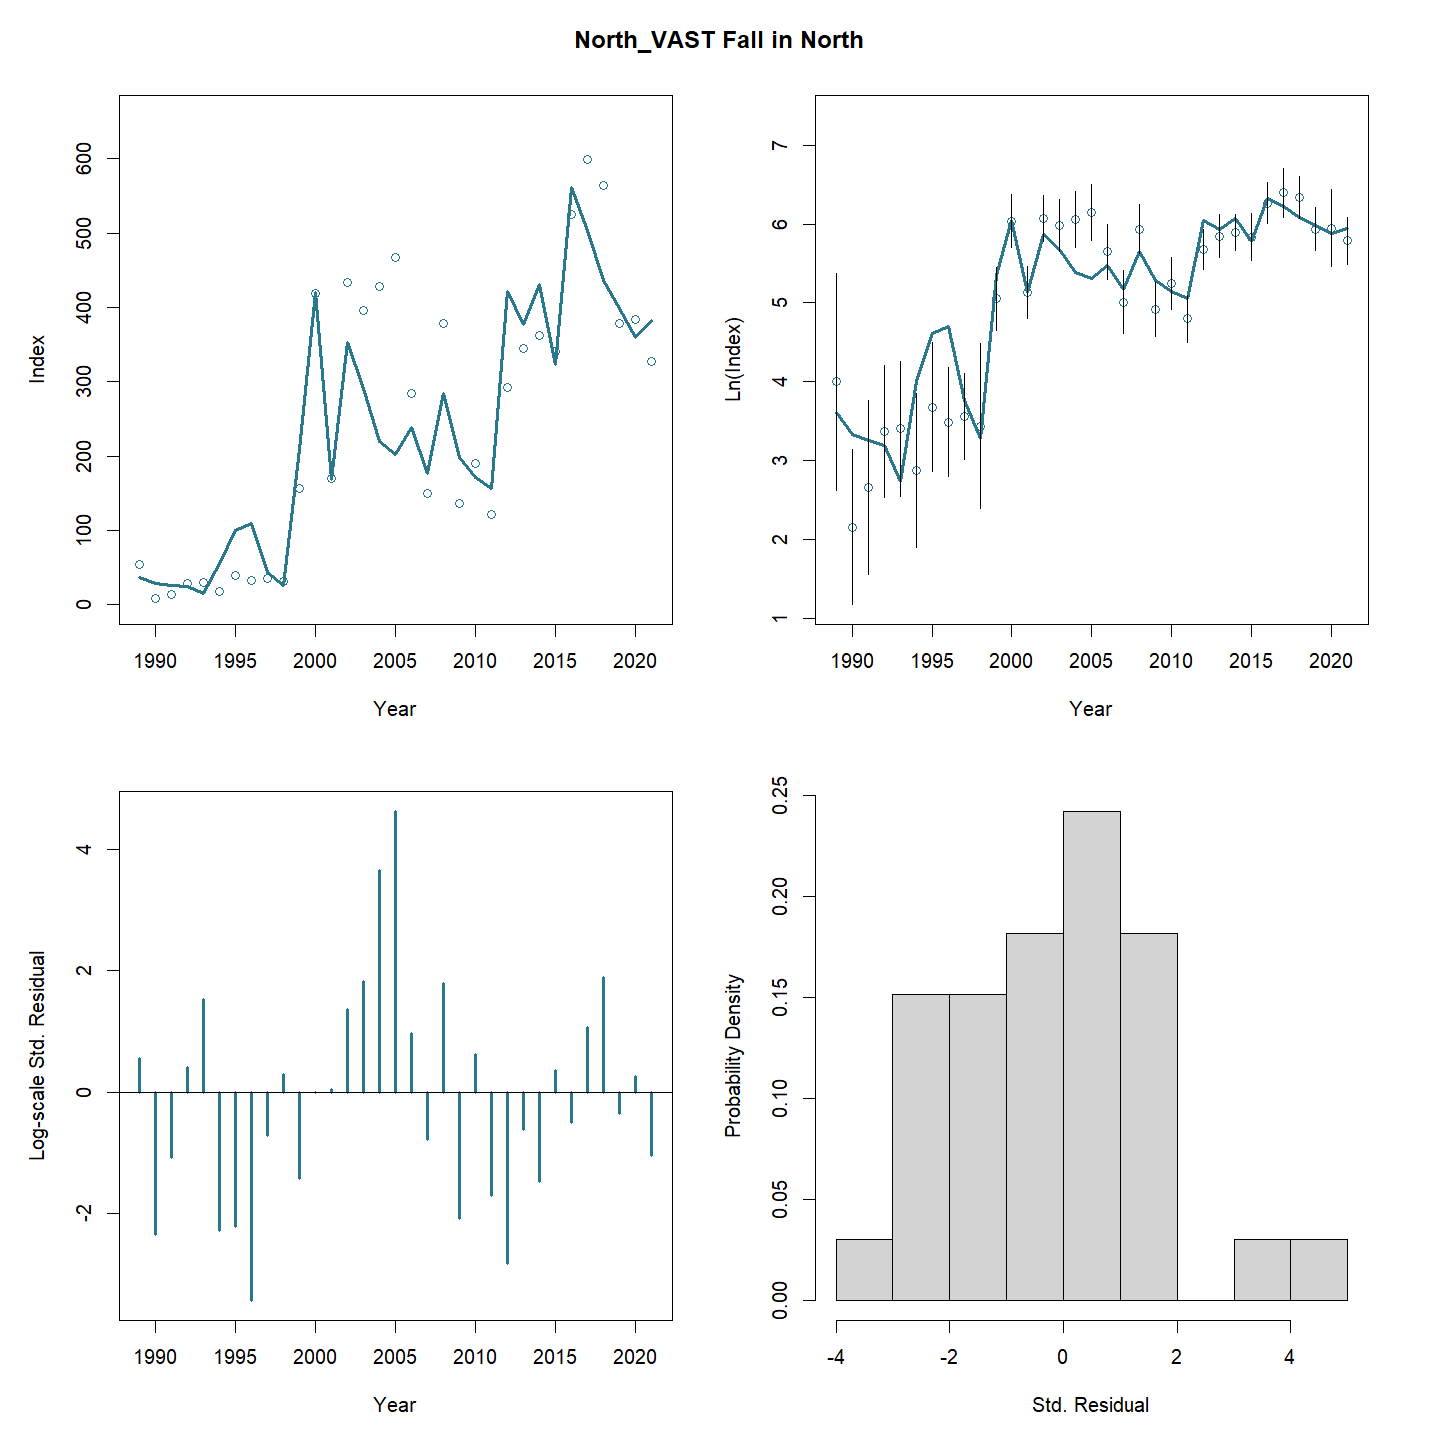 North_VAST Fall in North
600
500
400
300
200
100
0
Index
1990 1995 2000 2005 2010 2015 2020
Year
7
6
5
4
3
2
1
Ln(Index)
1990 1995 2000 2005 2010 2015 2020
Year
4
2
0
-2
Log-scale Std. Residual
1990 1995 2000 2005 2010 2015 2020
Year
0.25
0.20
0.15
0.10
0.05
0.00
Probability Density
-4 -2 0 2 4
Std. Residual